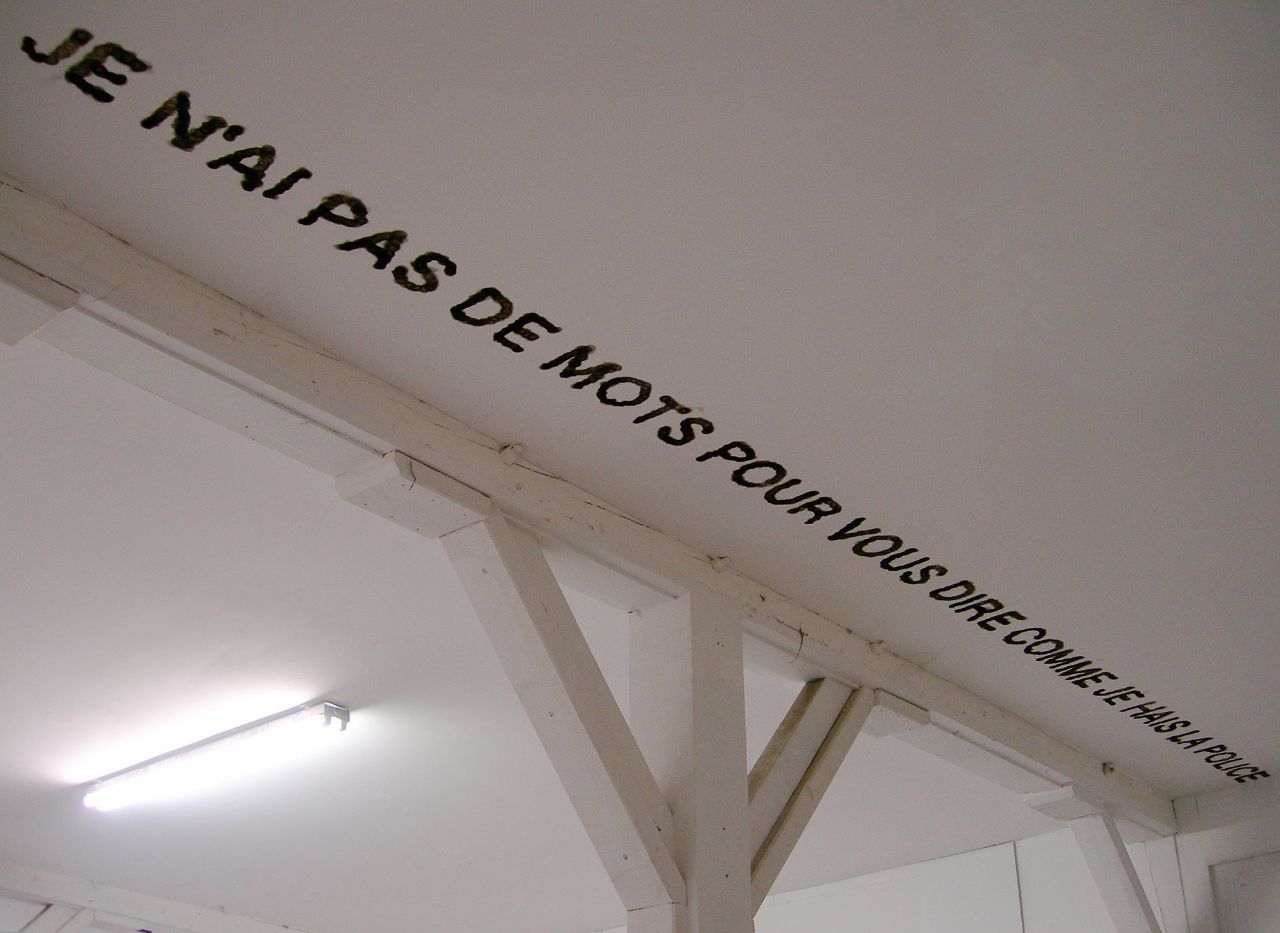 JE N'AI PAS DE MOTS POUR VOUS DIRE COMME JE HAIS LA POLICE